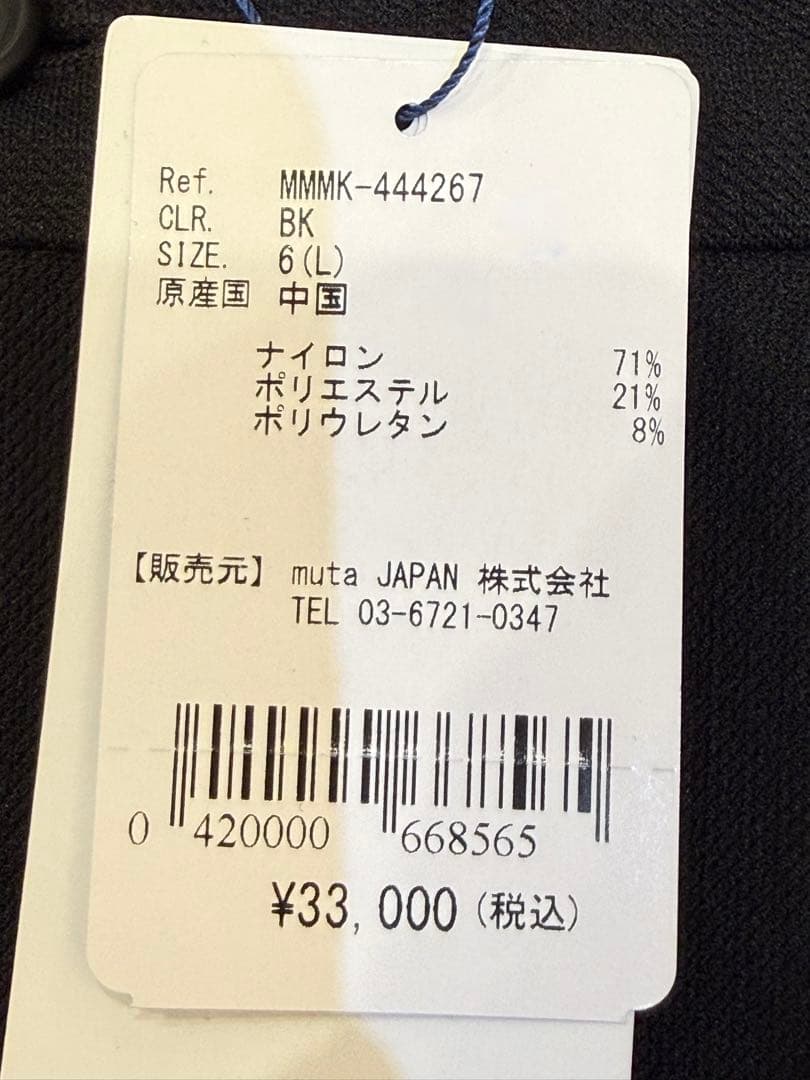 Ref. MMMK-444267
CLR. BK
SIZE. 6(L)
原産国 中国
ナイロン 71%
ポリエステル 21%
ポリウレタン 8%
【販売元】 muta JAPAN 株式会社
TEL 03-6721-0347
0 420000 668565
¥33,000(税込)